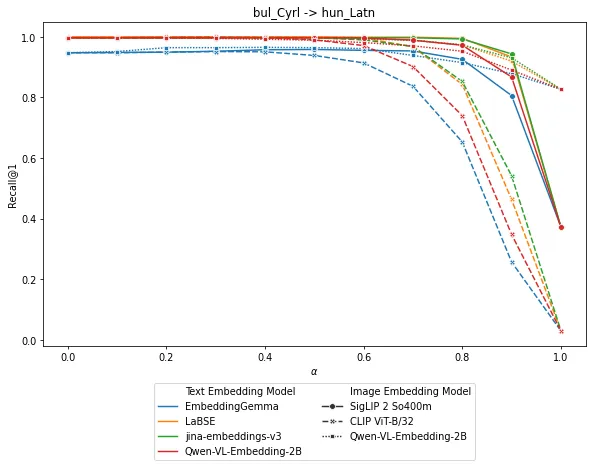 bul_Cyrl -> hun_Latn
Recall@1
1.0
0.8
0.6
0.4
0.2
0.0
0.0 0.2 0.4 0.6 0.8 1.0
α
Text Embedding Model
EmbeddingGemma
LaBSE
jina-embeddings-v3
Qwen-VL-Embedding-2B
Image Embedding Model
SigLIP 2 So400m
CLIP ViT-B/32
Qwen-VL-Embedding-2B